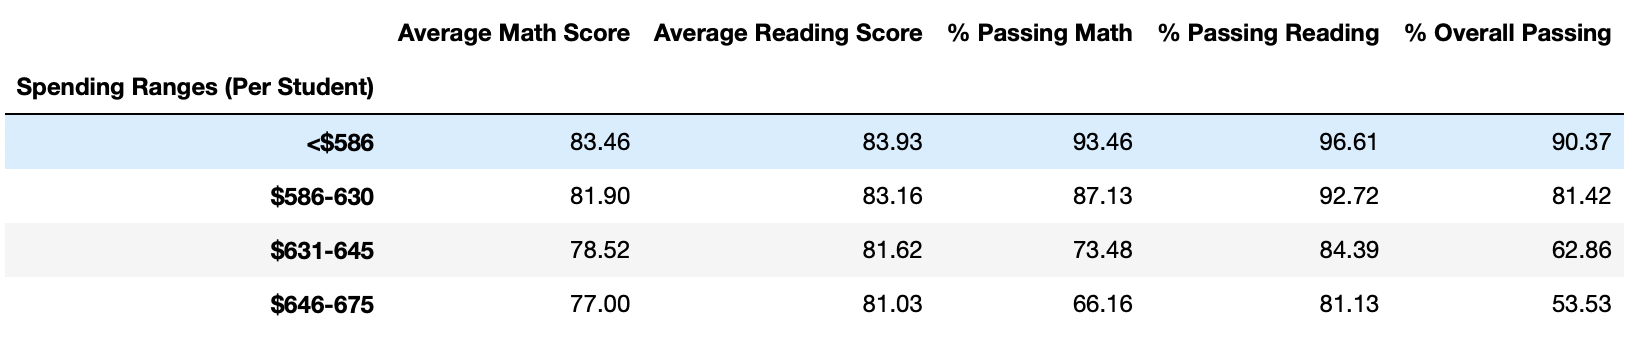 Average Math Score Average Reading Score % Passing Math % Passing Reading % Overall Passing
Spending Ranges (Per Student)
<$586 83.46 83.93 93.46 96.61 90.37
$586-630 81.90 83.16 87.13 92.72 81.42
$631-645 78.52 81.62 73.48 84.39 62.86
$646-675 77.00 81.03 66.16 81.13 53.53